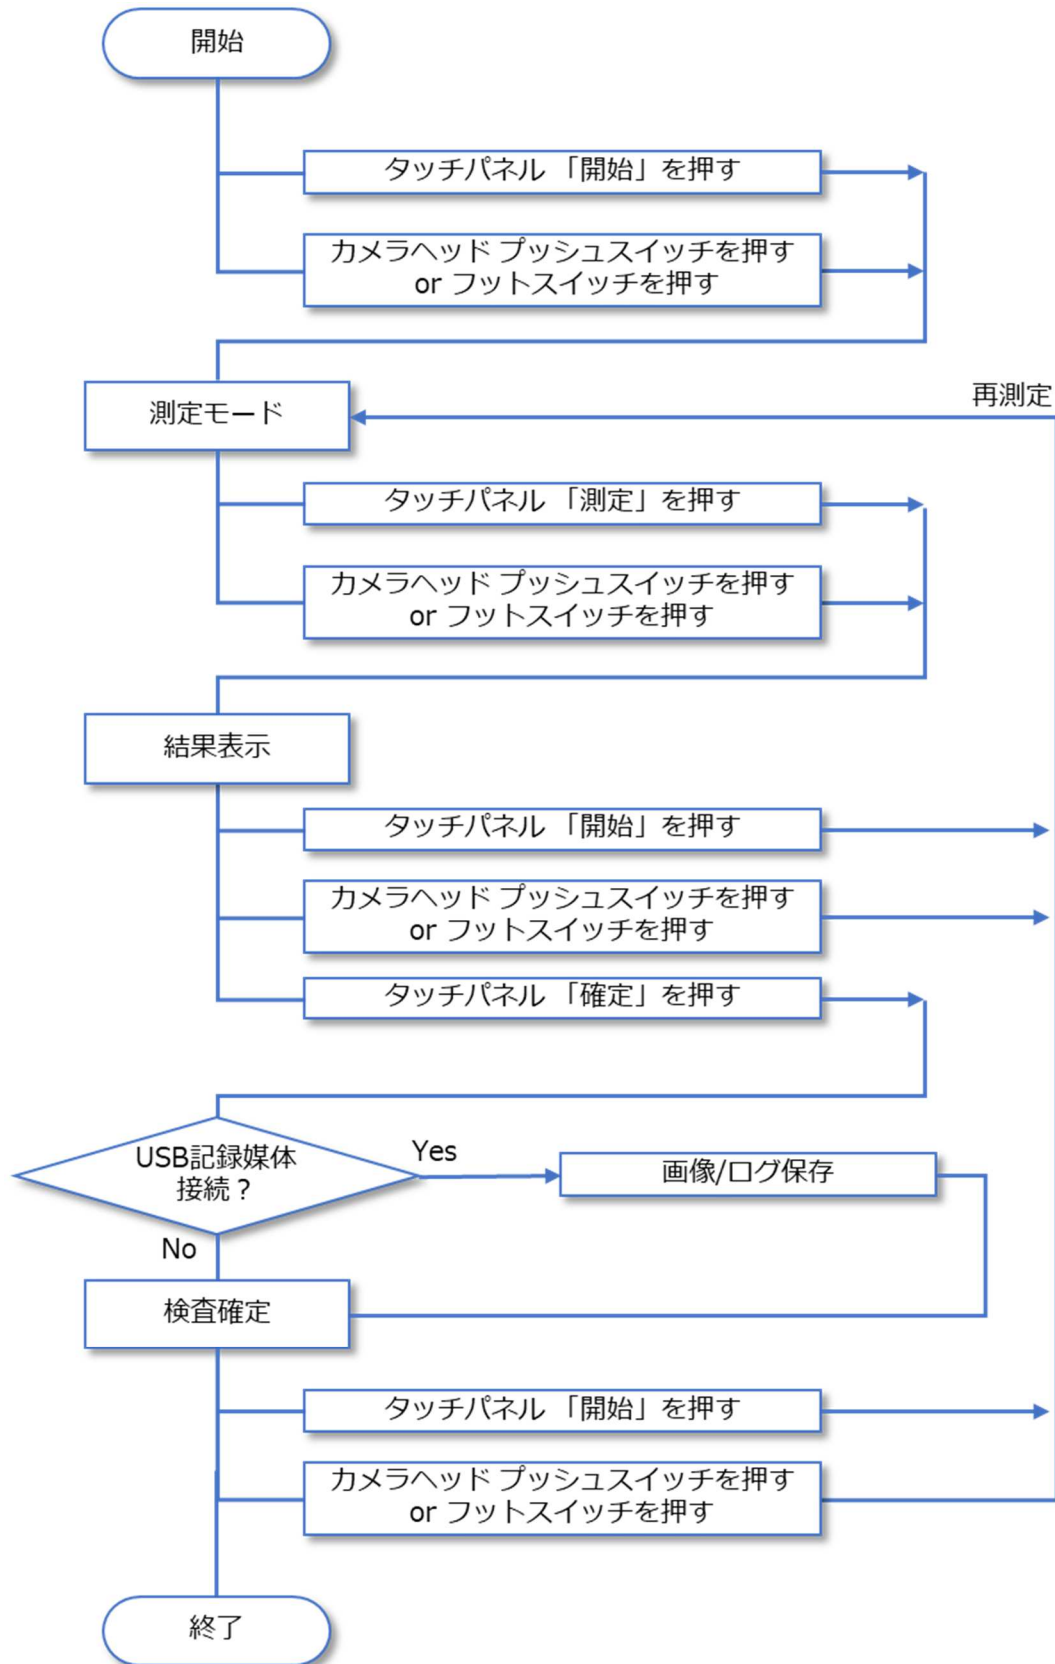 開始
タッチパネル 「開始」を押す
カメラヘッド プッシュスイッチを押す
or フットスイッチを押す
再測定
測定モード
タッチパネル 「測定」を押す
カメラヘッド プッシュスイッチを押す
or フットスイッチを押す
結果表示
タッチパネル 「開始」を押す
カメラヘッド プッシュスイッチを押す
or フットスイッチを押す
タッチパネル 「確定」を押す
USB記録媒体
接続？
Yes
画像/ログ保存
No
検査確定
タッチパネル 「開始」を押す
カメラヘッド プッシュスイッチを押す
or フットスイッチを押す
終了